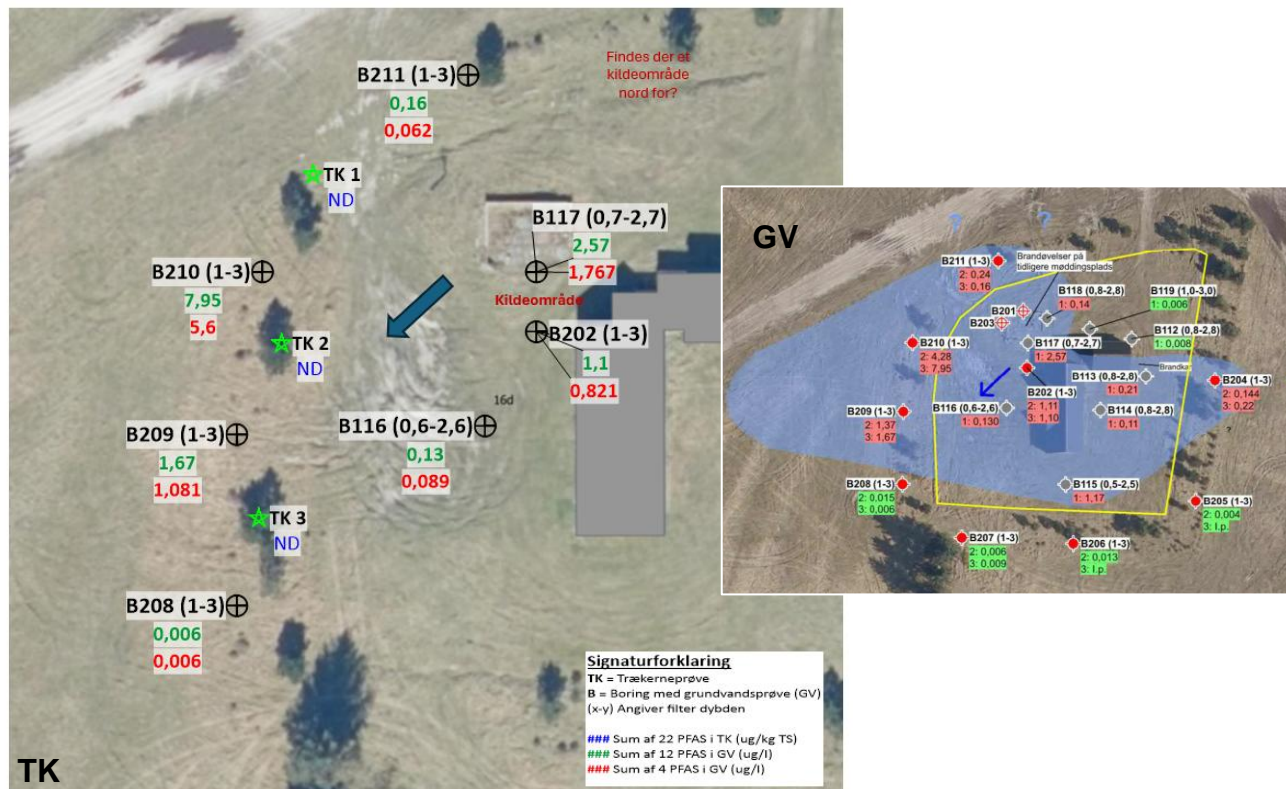 Findes der et
kildeområde
nord for?
B211 (1-3)
0,16
0,062
TK 1
ND
B117 (0,7-2,7)
2,57
1,767
B210 (1-3)
7,95
5,6
Kildeområde
TK 2
ND
B202 (1-3)
1,1
0,821
16d
B116 (0,6-2,6)
0,13
0,089
B209 (1-3)
1,67
1,081
TK 3
ND
B208 (1-3)
0,006
0,006
Signaturforklaring
TK = Trækerneprøve
B = Boring med grundvandsprøve (GV)
(x-y) Angiver filter dybden
### Sum af 22 PFAS i TK (ug/kg TS)
### Sum af 12 PFAS i GV (ug/l)
### Sum af 4 PFAS i GV (ug/l)
TK
GV
? ?
B211 (1-3)
2: 0,24
3: 0,16
Brandøvelser på
tidligere møddingsplads
B118 (0,8-2,8)
1: 0,14
B119 (1,0-3,0)
1: 0,006
B201
B203
B112 (0,8-2,8)
1: 0,008
B210 (1-3)
2: 4,28
3: 7,95
B117 (0,7-2,7)
1: 2,57
Brandkar
B113 (0,8-2,8)
1: 0,21
B204 (1-3)
2: 0,144
3: 0,22
?
B202 (1-3)
2: 1,11
3: 1,10
B209 (1-3)
2: 1,37
3: 1,67
B116 (0,6-2,6)
1: 0,130
B114 (0,8-2,8)
1: 0,11
B208 (1-3)
2: 0,015
3: 0,006
B115 (0,5-2,5)
1: 1,17
B205 (1-3)
2: 0,004
3: I.p.
B207 (1-3)
2: 0,006
3: 0,009
B206 (1-3)
2: 0,013
3: I.p.